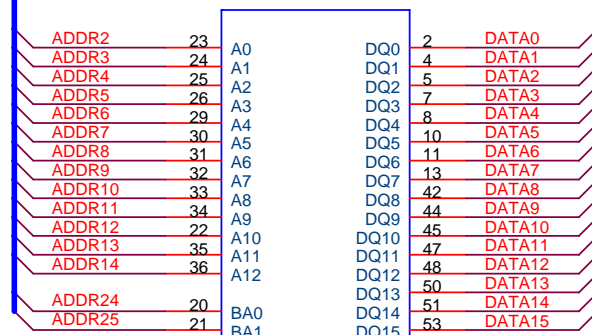 ADDR2 23 A0 DQ0 2 DATA0
ADDR3 24 A1 DQ1 4 DATA1
ADDR4 25 A2 DQ2 5 DATA2
ADDR5 26 A3 DQ3 7 DATA3
ADDR6 29 A4 DQ4 8 DATA4
ADDR7 30 A5 DQ5 10 DATA5
ADDR8 31 A6 DQ6 11 DATA6
ADDR9 32 A7 DQ7 13 DATA7
ADDR10 33 A8 DQ8 42 DATA8
ADDR11 34 A9 DQ9 44 DATA9
ADDR12 22 A10 DQ10 45 DATA10
ADDR13 35 A11 DQ11 47 DATA11
ADDR14 36 A12 DQ12 48 DATA12
DQ13 50 DATA13
ADDR24 20 BA0 DQ14 51 DATA14
ADDR25 21 BA1 DQ15 53 DATA15